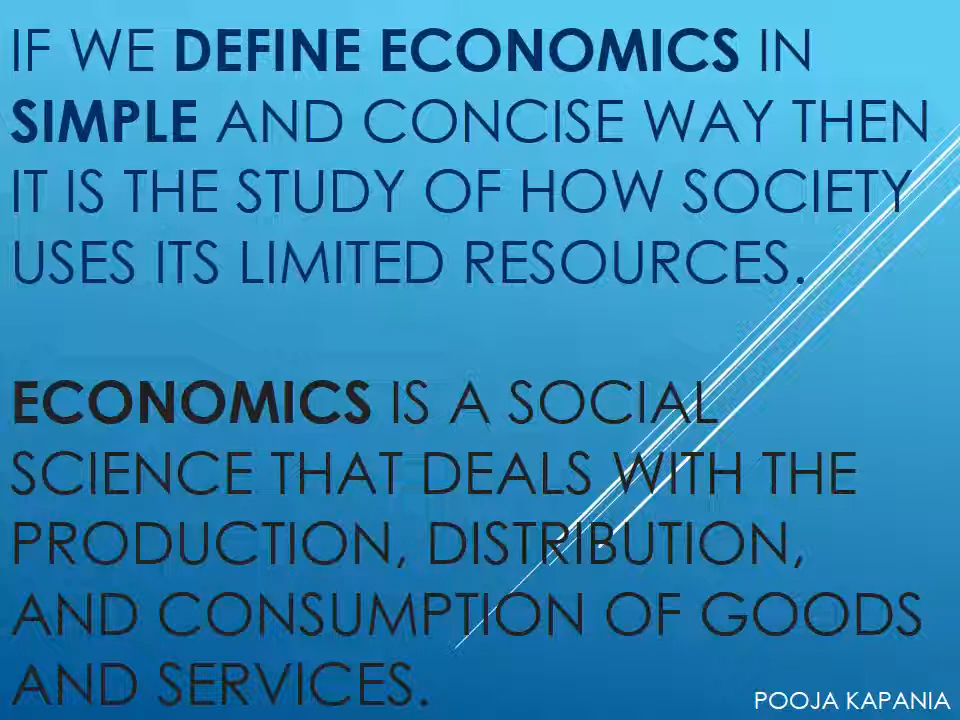 IF WE DEFINE ECONOMICS IN
SIMPLE AND CONCISE WAY THEN
IT IS THE STUDY OF HOW SOCIETY
USES ITS LIMITED RESOURCES.
ECONOMICS IS A SOCIAL
SCIENCE THAT DEALS WITH THE
PRODUCTION, DISTRIBUTION,
AND CONSUMPTION OF GOODS
AND SERVICES.
POOJA KAPANIA